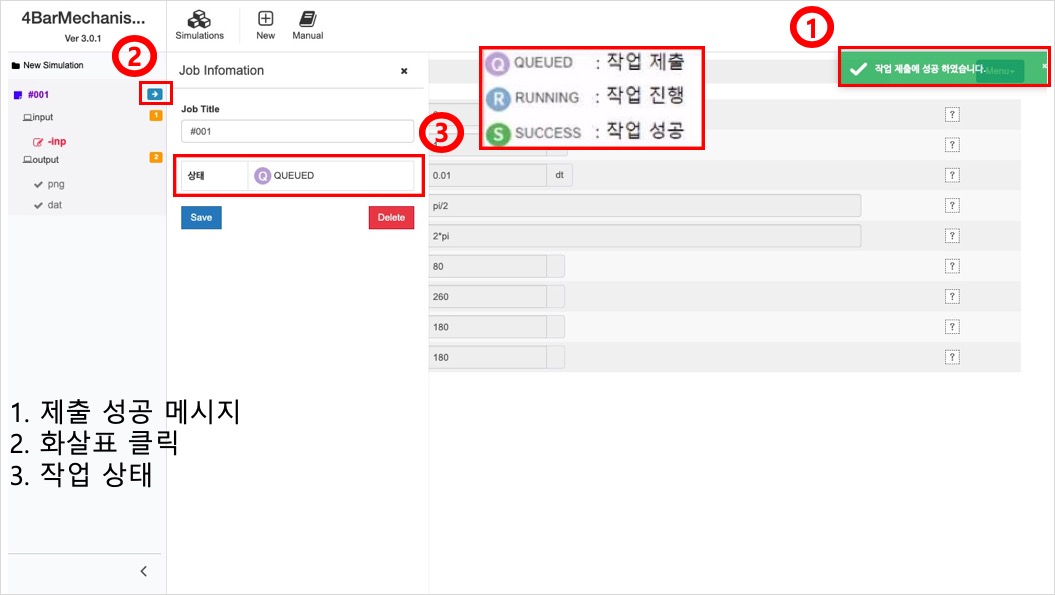 4BarMechanis...
Ver 3.0.1
Simulations
New
Manual
1
작업 제출에 성공 하였습니다.
Menu
×
New Simulation
2
Job Infomation
×
Q QUEUED : 작업 제출
R RUNNING : 작업 진행
S SUCCESS : 작업 성공
#001
input
1
Job Title
#001
3
?
-inp
?
output
2
상태
Q QUEUED
0.01
dt
?
png
dat
Save
Delete
pi/2
?
2*pi
?
80
?
260
?
180
?
180
?
1. 제출 성공 메시지
2. 화살표 클릭
3. 작업 상태